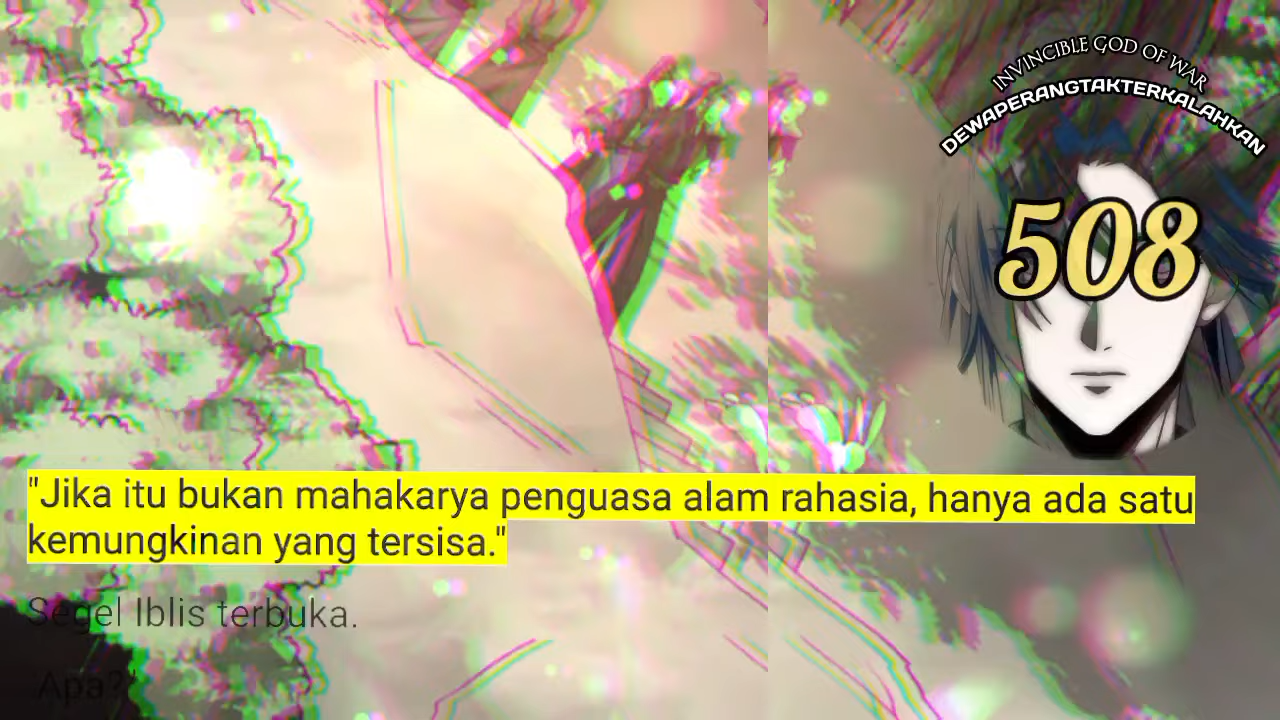 INVINCIBLE GOD OF WAR
DEWAPERANGTAKTERKALAHKAN
508
"Jika itu bukan mahakarya penguasa alam rahasia, hanya ada satu
kemungkinan yang tersisa."
Segel Iblis terbuka.
"Apa?"